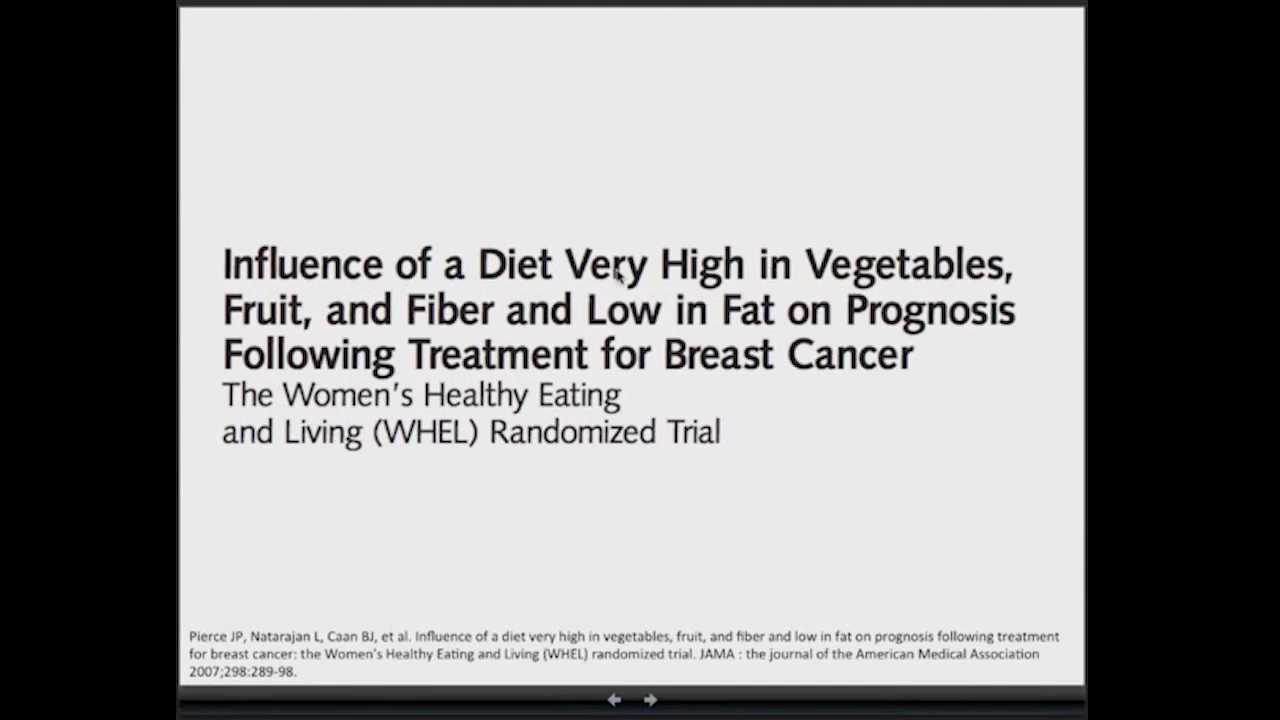 Influence of a Diet Very High in Vegetables,
Fruit, and Fiber and Low in Fat on Prognosis
Following Treatment for Breast Cancer
The Women's Healthy Eating
and Living (WHEL) Randomized Trial
Pierce JP, Natarajan L, Caan BJ, et al. Influence of a diet very high in vegetables, fruit, and fiber and low in fat on prognosis following treatment
for breast cancer: the Women's Healthy Eating and Living (WHEL) randomized trial. JAMA : the journal of the American Medical Association
2007;298:289-98.